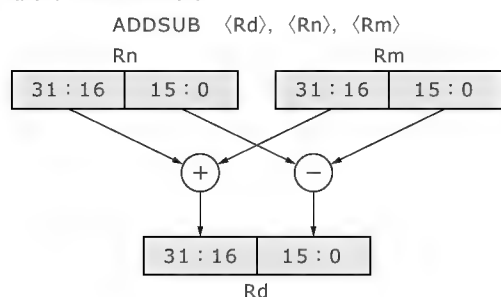 ADDSUB ⟨Rd⟩, ⟨Rn⟩, ⟨Rm⟩
Rn Rm
31 : 16 15 : 0 31 : 16 15 : 0
+ −
31 : 16 15 : 0
Rd